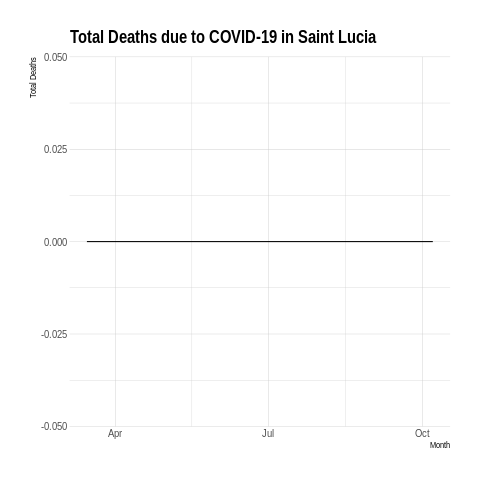 Total Deaths due to COVID-19 in Saint Lucia
Total Deaths
0.050
0.025
0.000
-0.025
-0.050
Apr Jul Oct
Month